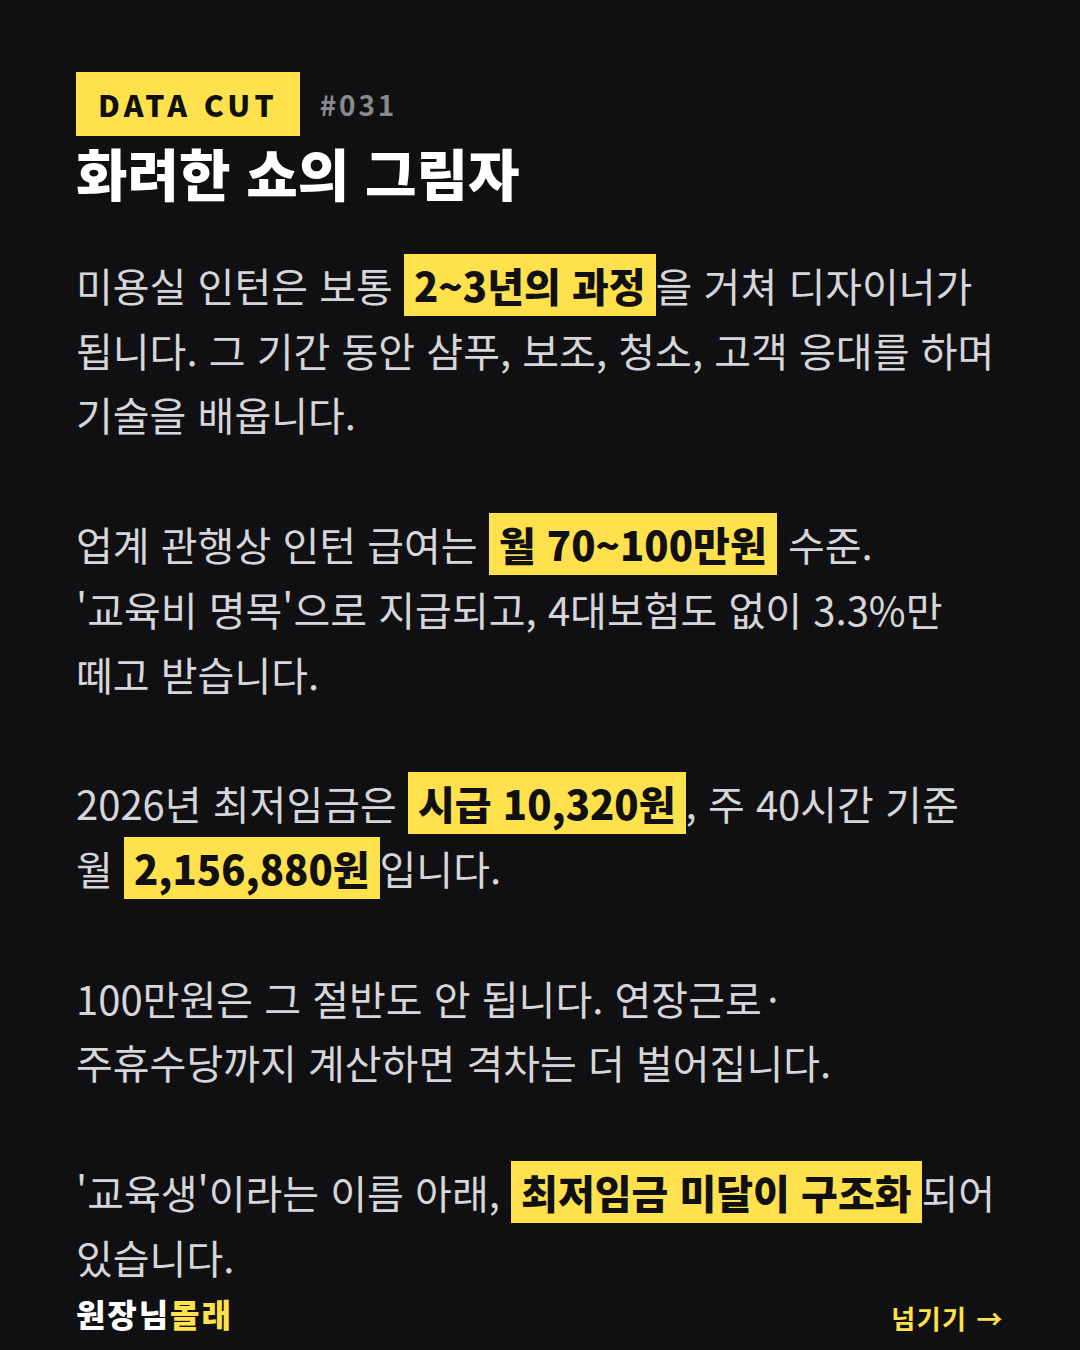 DATA CUT #031
화려한 쇼의 그림자
미용실 인턴은 보통 2~3년의 과정을 거쳐 디자이너가
됩니다. 그 기간 동안 샴푸, 보조, 청소, 고객 응대를 하며
기술을 배웁니다.
업계 관행상 인턴 급여는 월 70~100만원 수준.
'교육비 명목'으로 지급되고, 4대보험도 없이 3.3%만
떼고 받습니다.
2026년 최저임금은 시급 10,320원, 주 40시간 기준
월 2,156,880원입니다.
100만원은 그 절반도 안 됩니다. 연장근로·
주휴수당까지 계산하면 격차는 더 벌어집니다.
'교육생'이라는 이름 아래, 최저임금 미달이 구조화되어
있습니다.
원장님몰래 넘기기 →